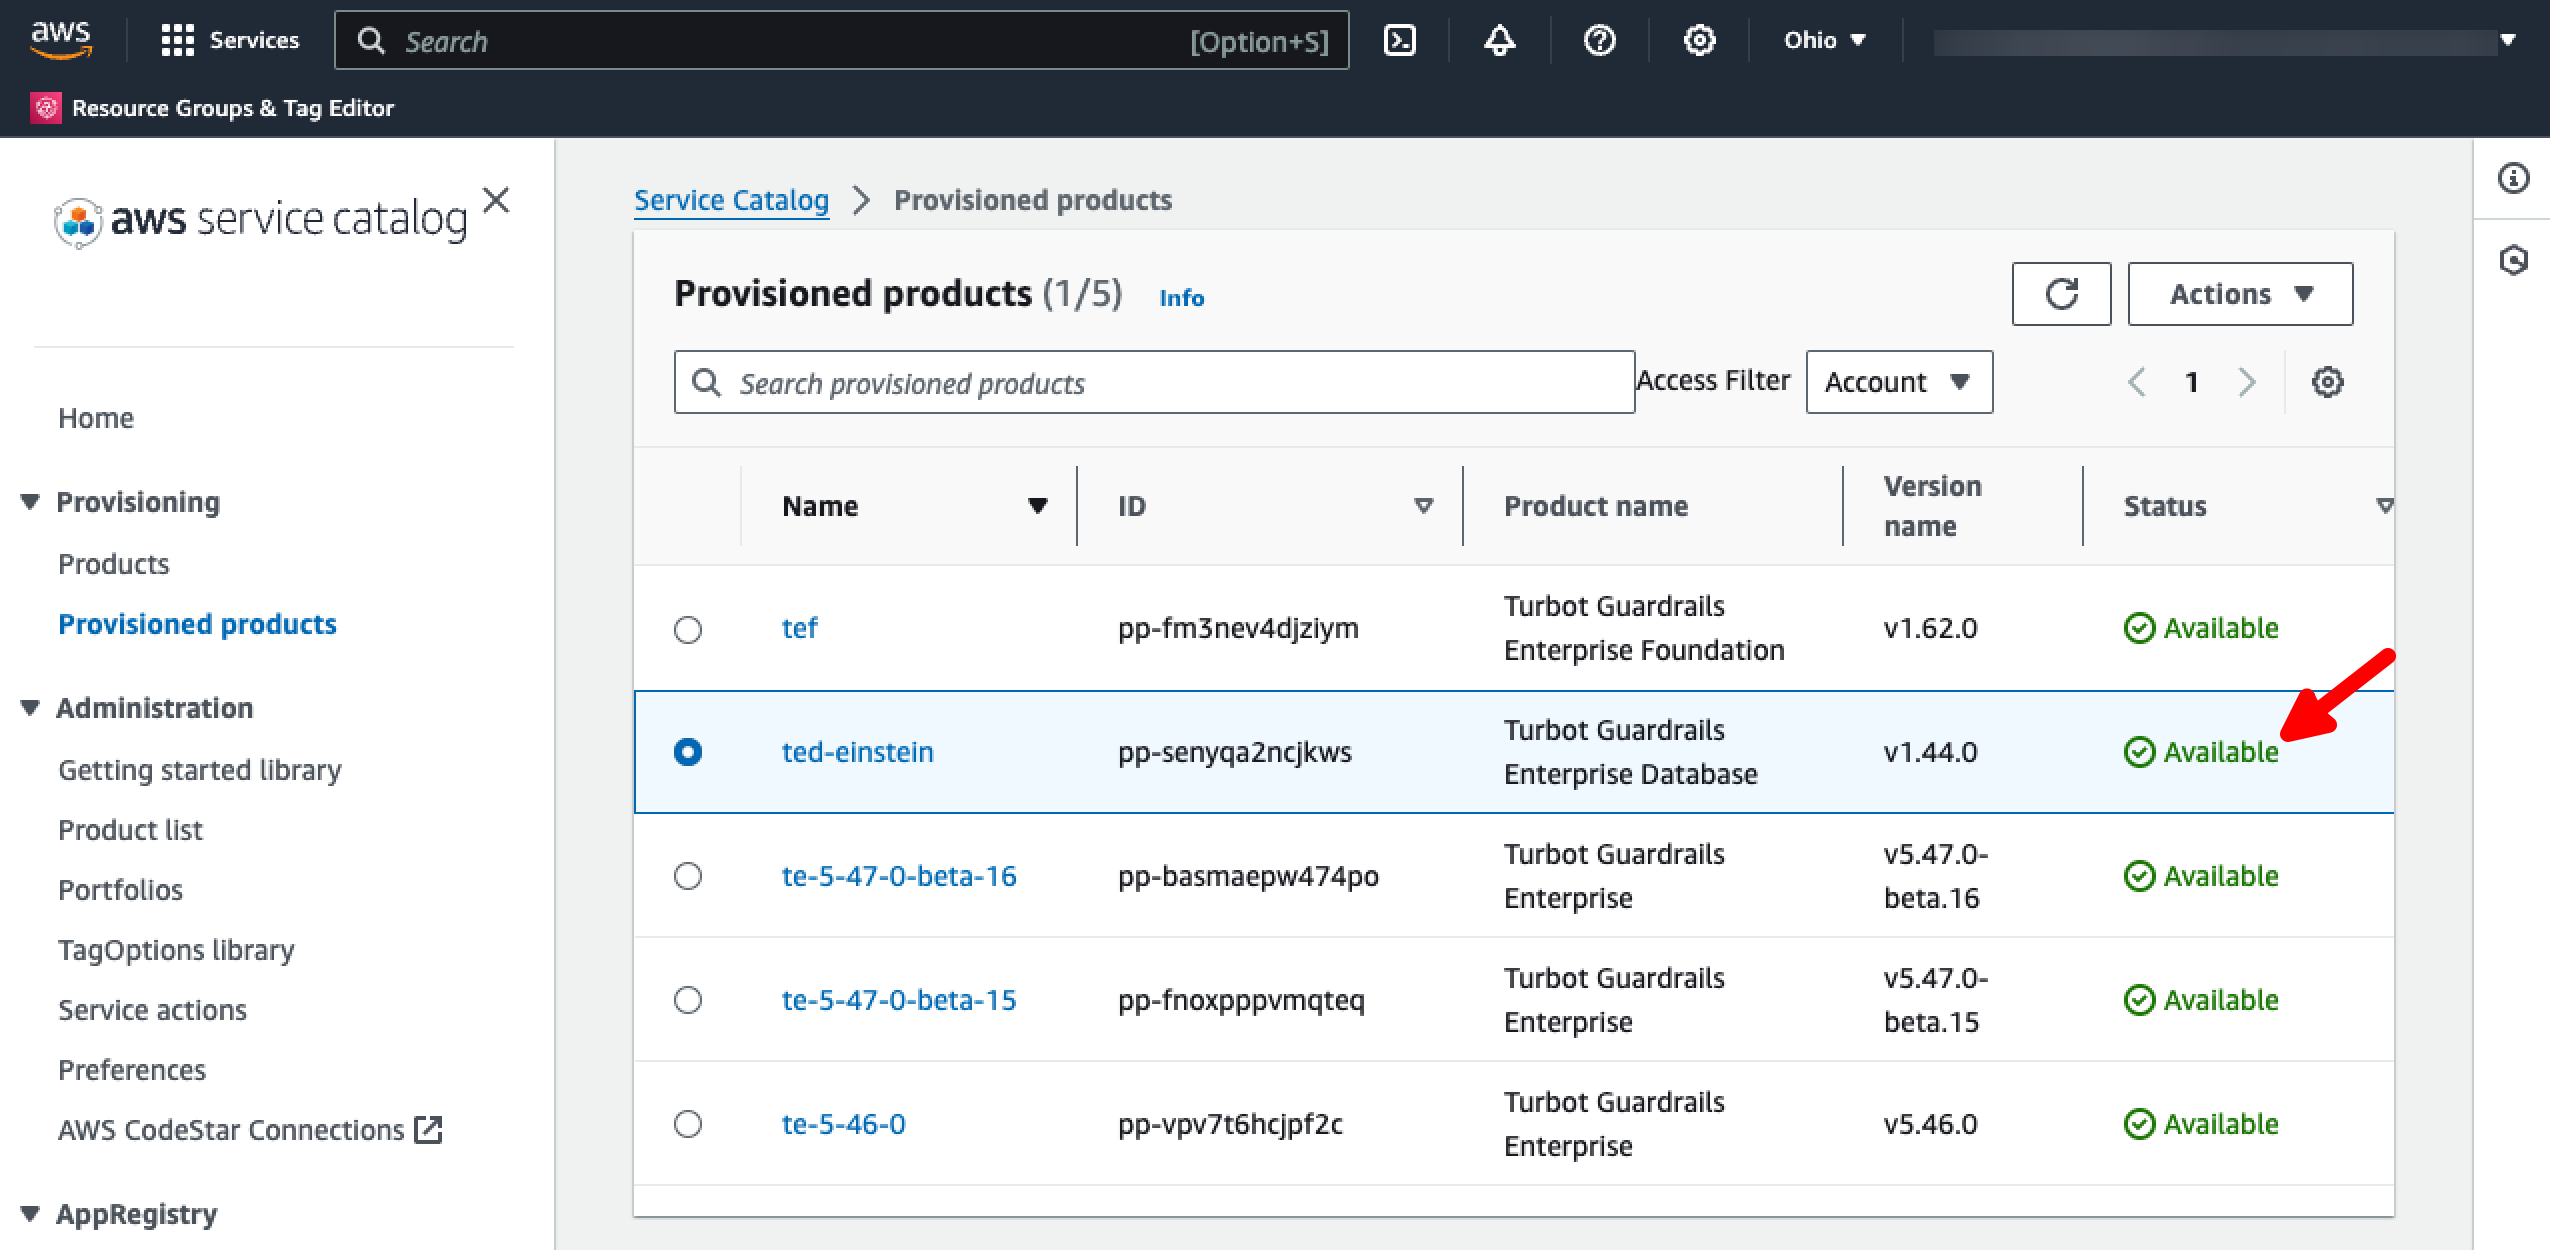 aws
Services
Search
[Option+S]
Ohio
Resource Groups & Tag Editor
aws service catalog
Home
Provisioning
Products
Provisioned products
Administration
Getting started library
Product list
Portfolios
TagOptions library
Service actions
Preferences
AWS CodeStar Connections
AppRegistry
Service Catalog
Provisioned products
Provisioned products (1/5)
Info
Actions
Search provisioned products
Access Filter
Account
1
Name
ID
Product name
Version
name
Status
tef
pp-fm3nev4djziym
Turbot Guardrails
Enterprise Foundation
v1.62.0
Available
ted-einstein
pp-senyqa2ncjkws
Turbot Guardrails
Enterprise Database
v1.44.0
Available
te-5-47-0-beta-16
pp-basmaepw474po
Turbot Guardrails
Enterprise
v5.47.0-
beta.16
Available
te-5-47-0-beta-15
pp-fnoxpppvmqteq
Turbot Guardrails
Enterprise
v5.47.0-
beta.15
Available
te-5-46-0
pp-vpv7t6hcjpf2c
Turbot Guardrails
Enterprise
v5.46.0
Available